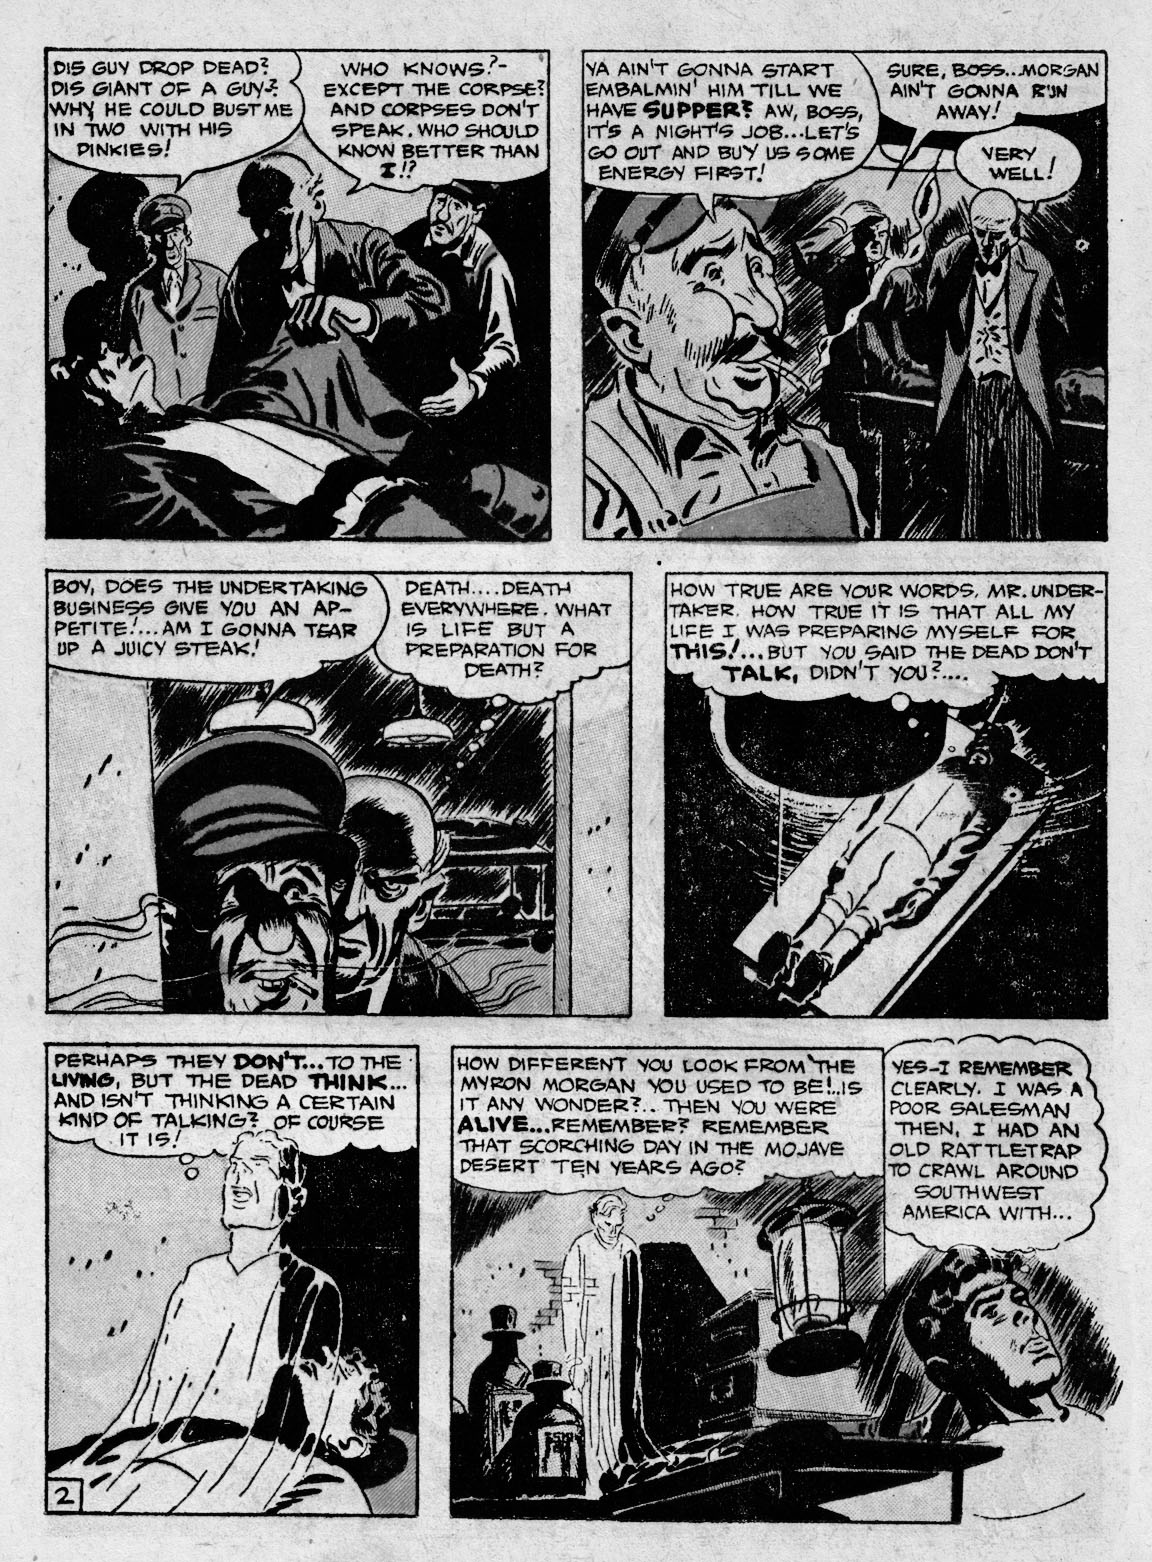 DIS GUY DROP DEAD?
DIS GIANT OF A GUY?
WHY, HE COULD BUST ME
IN TWO WITH HIS
PINKIES!
WHO KNOWS?-
EXCEPT THE CORPSE?
AND CORPSES DON'T
SPEAK. WHO SHOULD
KNOW BETTER THAN
I!?
YA AIN'T GONNA START
EMBALMIN' HIM TILL WE
HAVE SUPPER? AW, BOSS,
IT'S A NIGHT'S JOB...LET'S
GO OUT AND BUY US SOME
ENERGY FIRST!
SURE, BOSS...MORGAN
AIN'T GONNA RUN
AWAY!
VERY
WELL!
BOY, DOES THE UNDERTAKING
BUSINESS GIVE YOU AN AP-
PETITE!...AM I GONNA TEAR
UP A JUICY STEAK!
DEATH....DEATH
EVERYWHERE. WHAT
IS LIFE BUT A
PREPARATION FOR
DEATH?
HOW TRUE ARE YOUR WORDS, MR. UNDER-
TAKER. HOW TRUE IT IS THAT ALL MY
LIFE I WAS PREPARING MYSELF FOR
THIS!...BUT YOU SAID THE DEAD DON'T
TALK, DIDN'T YOU?....
PERHAPS THEY DON'T...TO THE
LIVING, BUT THE DEAD THINK...
AND ISN'T THINKING A CERTAIN
KIND OF TALKING? OF COURSE
IT IS!
2
HOW DIFFERENT YOU LOOK FROM THE
MYRON MORGAN YOU USED TO BE!..IS
IT ANY WONDER?.. THEN YOU WERE
ALIVE...REMEMBER? REMEMBER
THAT SCORCHING DAY IN THE MOJAVE
DESERT TEN YEARS AGO?
YES-I REMEMBER
CLEARLY. I WAS A
POOR SALESMAN
THEN, I HAD AN
OLD RATTLETRAP
TO CRAWL AROUND
SOUTHWEST
AMERICA WITH...